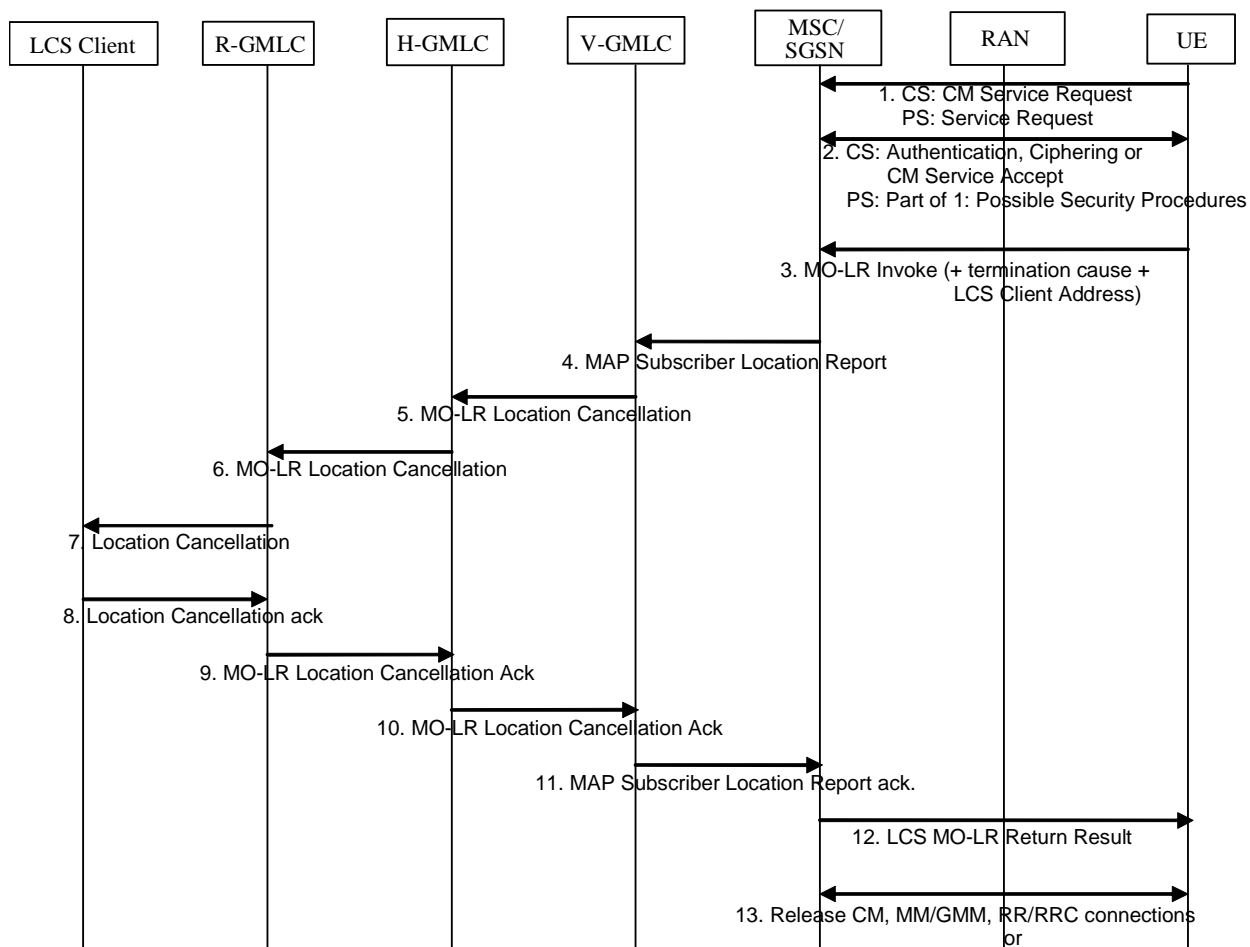 LCS Client
R-GMLC
H-GMLC
V-GMLC
MSC/
SGSN
RAN
UE
1. CS: CM Service Request
PS: Service Request
2. CS: Authentication, Ciphering or
CM Service Accept
PS: Part of 1: Possible Security Procedures
3. MO-LR Invoke (+ termination cause +
LCS Client Address)
4. MAP Subscriber Location Report
5. MO-LR Location Cancellation
6. MO-LR Location Cancellation
7. Location Cancellation
8. Location Cancellation ack
9. MO-LR Location Cancellation Ack
10. MO-LR Location Cancellation Ack
11. MAP Subscriber Location Report ack.
12. LCS MO-LR Return Result
13. Release CM, MM/GMM, RR/RRC connections
or